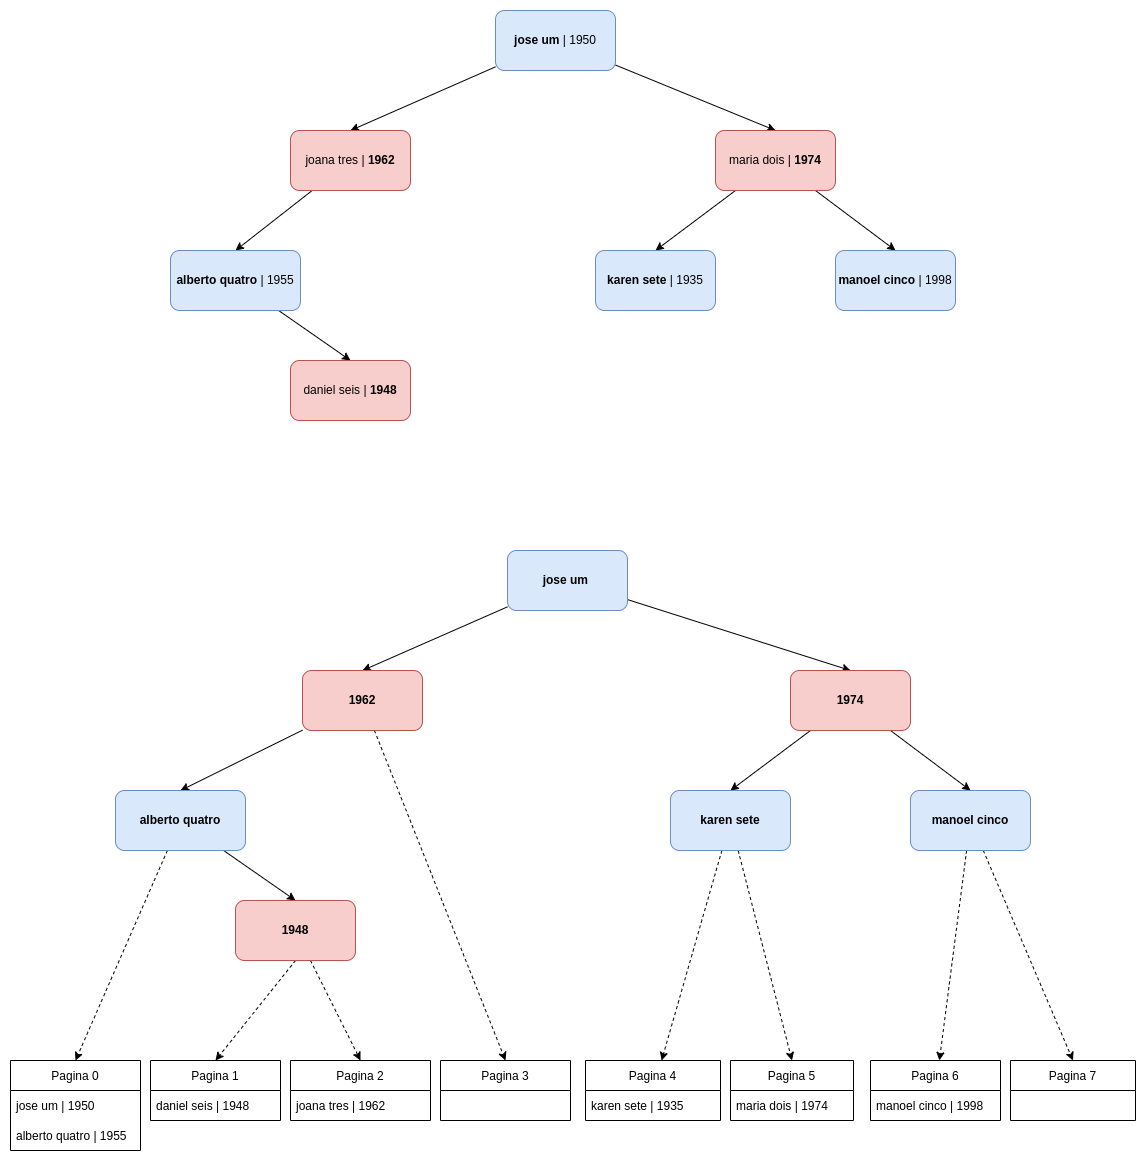 jose um | 1950
joana tres | 1962
maria dois | 1974
alberto quatro | 1955
karen sete | 1935
manoel cinco | 1998
daniel seis | 1948
jose um
1962
1974
alberto quatro
karen sete
manoel cinco
1948
Pagina 0
jose um | 1950
alberto quatro | 1955
Pagina 1
daniel seis | 1948
Pagina 2
joana tres | 1962
Pagina 3
Pagina 4
karen sete | 1935
Pagina 5
maria dois | 1974
Pagina 6
manoel cinco | 1998
Pagina 7